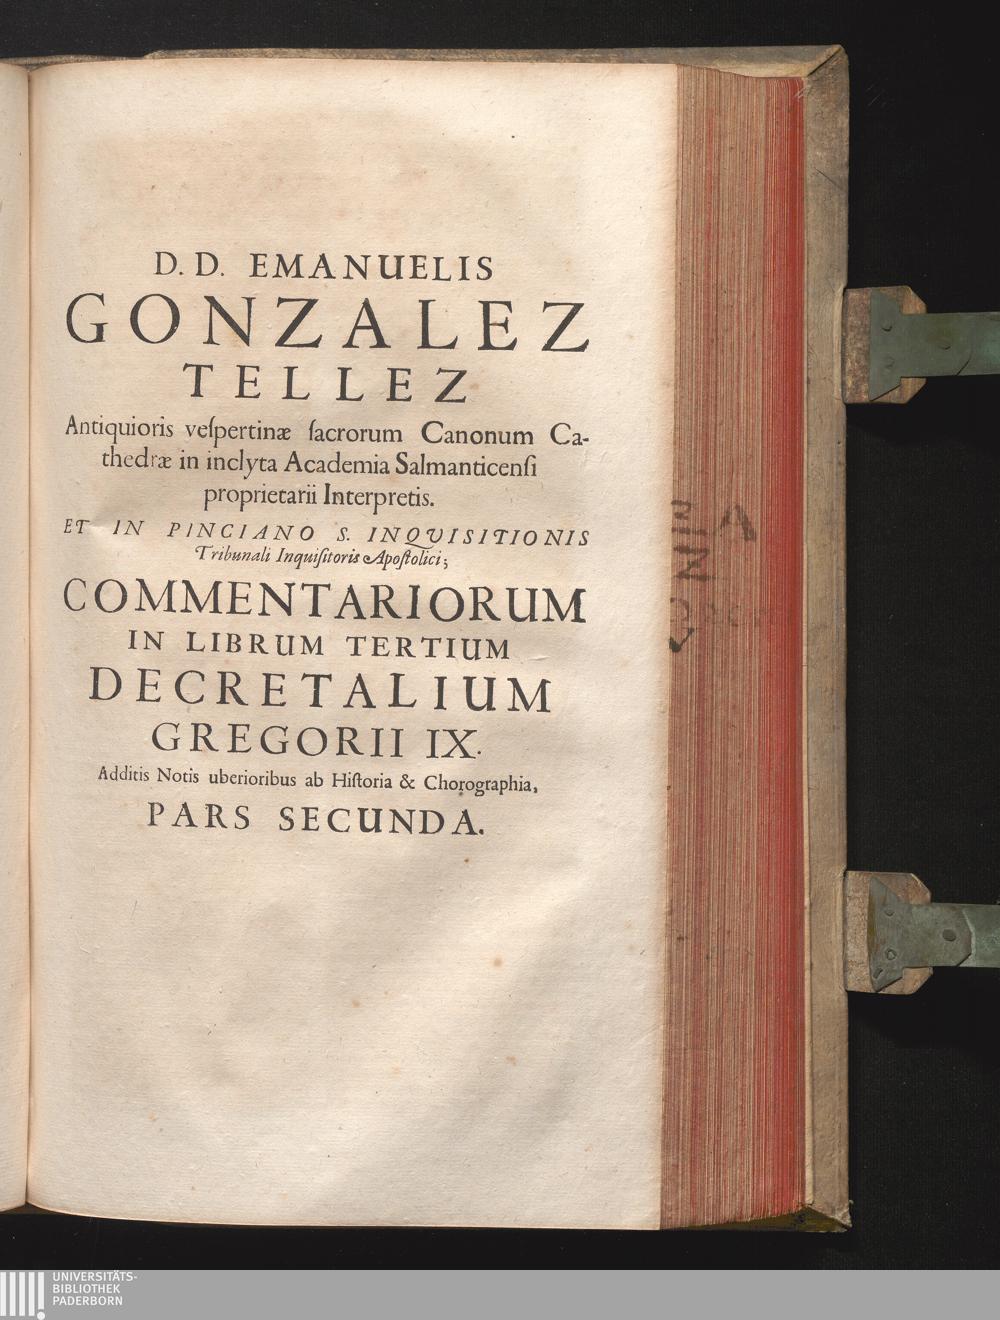 D. D. EMANUELIS
GONZALEZ
TELLEZ
Antiquioris veſpertinæ ſacrorum Canonum Ca-
thedræ in inclyta Academia Salmanticenſi
proprietarii Interpretis.
ET IN PINCIANO S. INQVISITIONIS
Tribunali Inquiſitoris Apoſtolici;
COMMENTARIORUM
IN LIBRUM TERTIUM
DECRETALIUM
GREGORII IX.
Additis Notis uberioribus ab Hiſtoria & Chorographia,
PARS SECUNDA.
UNIVERSITÄTS-
BIBLIOTHEK
PADERBORN